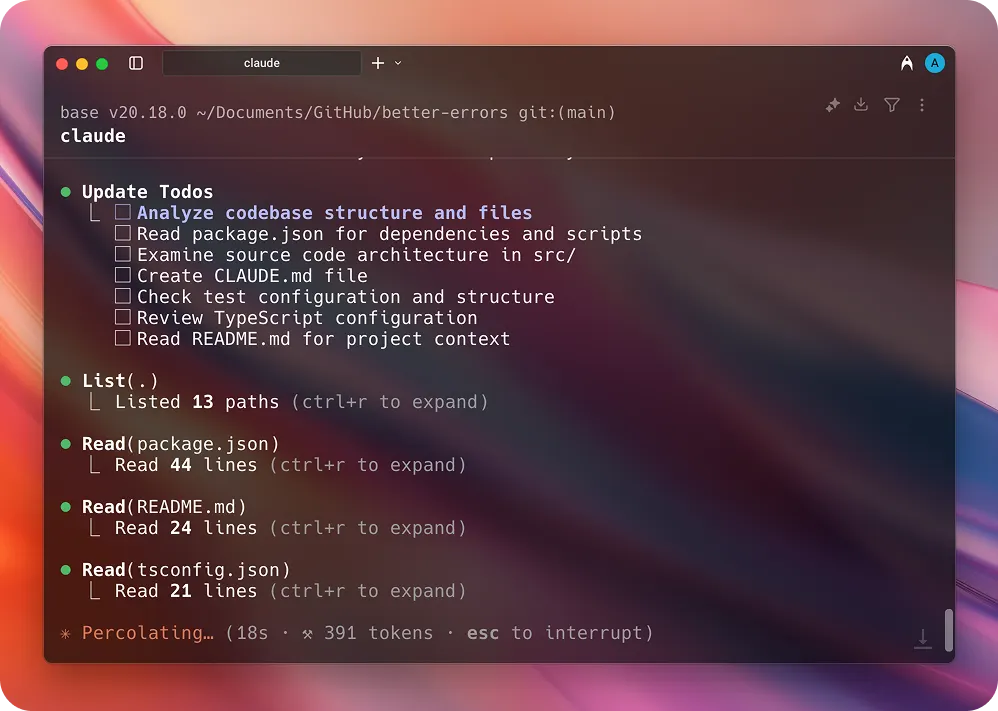 claude
A
base v20.18.0 ~/Documents/GitHub/better-errors git:(main)
claude
Update Todos
Analyze codebase structure and files
Read package.json for dependencies and scripts
Examine source code architecture in src/
Create CLAUDE.md file
Check test configuration and structure
Review TypeScript configuration
Read README.md for project context
List(.)
Listed 13 paths (ctrl+r to expand)
Read(package.json)
Read 44 lines (ctrl+r to expand)
Read(README.md)
Read 24 lines (ctrl+r to expand)
Read(tsconfig.json)
Read 21 lines (ctrl+r to expand)
Percolating… (18s · ⚒ 391 tokens · esc to interrupt)